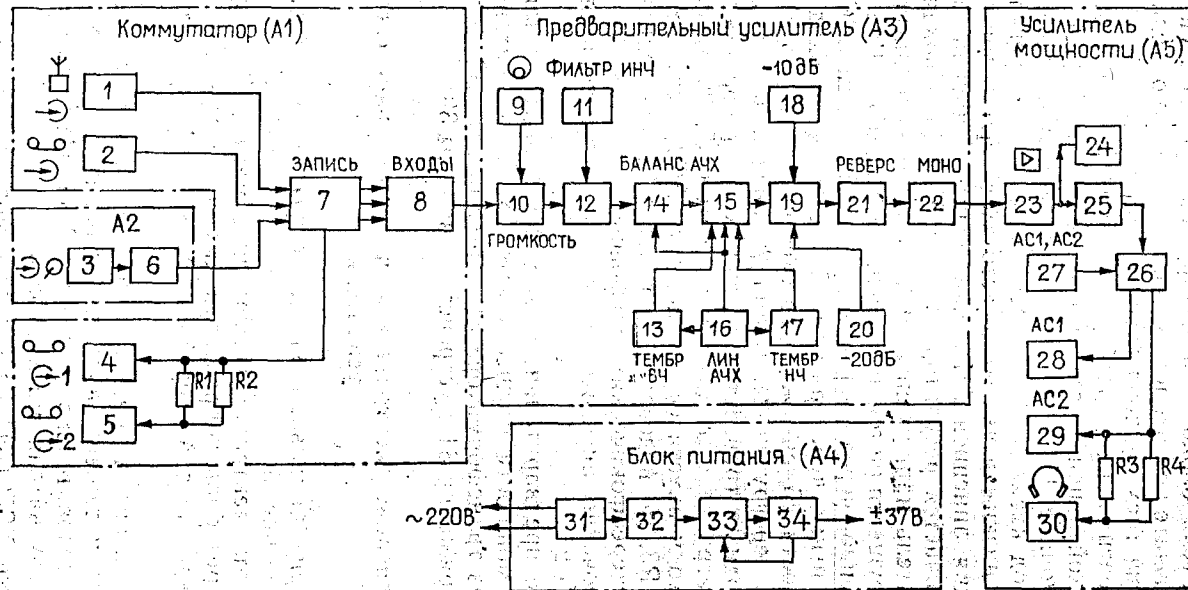 Коммутатор (А1)
1
2
ЗАПИСЬ
7
ВХОДЫ
8
А2
3
6
4
1
R1
R2
5
2
Предварительный усилитель (А3)
ФИЛЬТР ИНЧ
-10дБ
9
11
18
БАЛАНС АЧХ
РЕВЕРС
МОНО
10
12
14
15
19
21
22
ГРОМКОСТЬ
13
16
17
20
ТЕМБР
ВЧ
ЛИН
АЧХ
ТЕМБР
НЧ
-20дБ
Усилитель
мощности (А5)
24
23
25
АС1, АС2
27
26
АС1
28
АС2
29
R3
R4
30
Блок питания (А4)
~220В
31
32
33
34
±37В